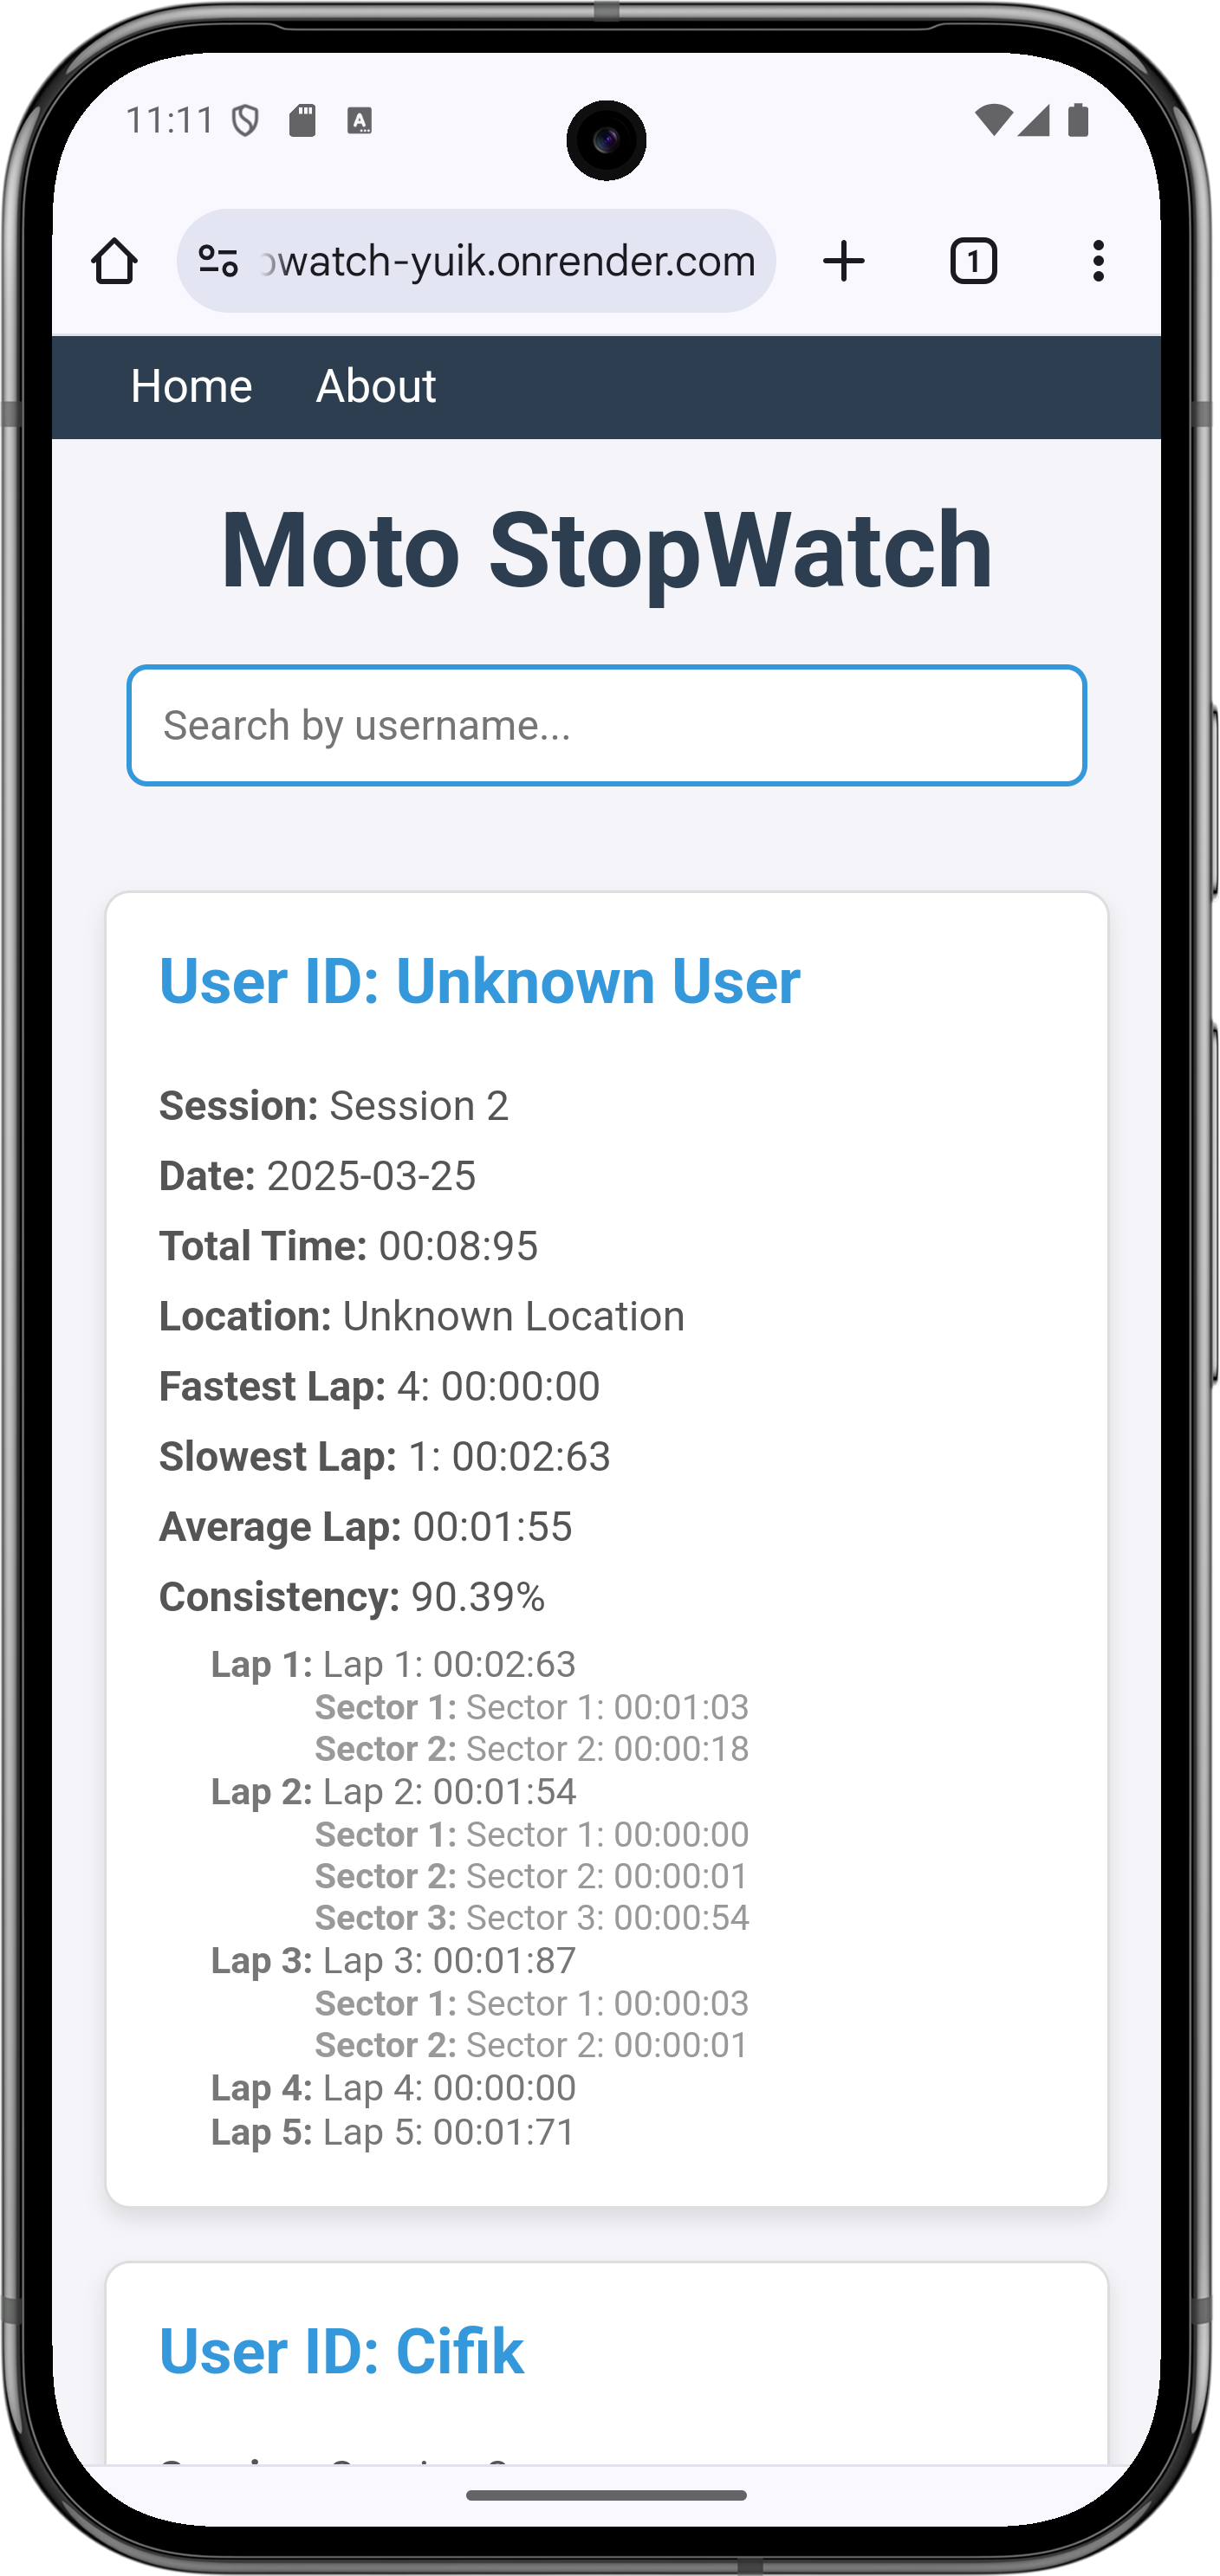 11:11
watch-yuik.onrender.com
1
Home About
Moto StopWatch
Search by username...
User ID: Unknown User
Session: Session 2
Date: 2025-03-25
Total Time: 00:08:95
Location: Unknown Location
Fastest Lap: 4: 00:00:00
Slowest Lap: 1: 00:02:63
Average Lap: 00:01:55
Consistency: 90.39%
Lap 1: Lap 1: 00:02:63
Sector 1: Sector 1: 00:01:03
Sector 2: Sector 2: 00:00:18
Lap 2: Lap 2: 00:01:54
Sector 1: Sector 1: 00:00:00
Sector 2: Sector 2: 00:00:01
Sector 3: Sector 3: 00:00:54
Lap 3: Lap 3: 00:01:87
Sector 1: Sector 1: 00:00:03
Sector 2: Sector 2: 00:00:01
Lap 4: Lap 4: 00:00:00
Lap 5: Lap 5: 00:01:71
User ID: Cifik